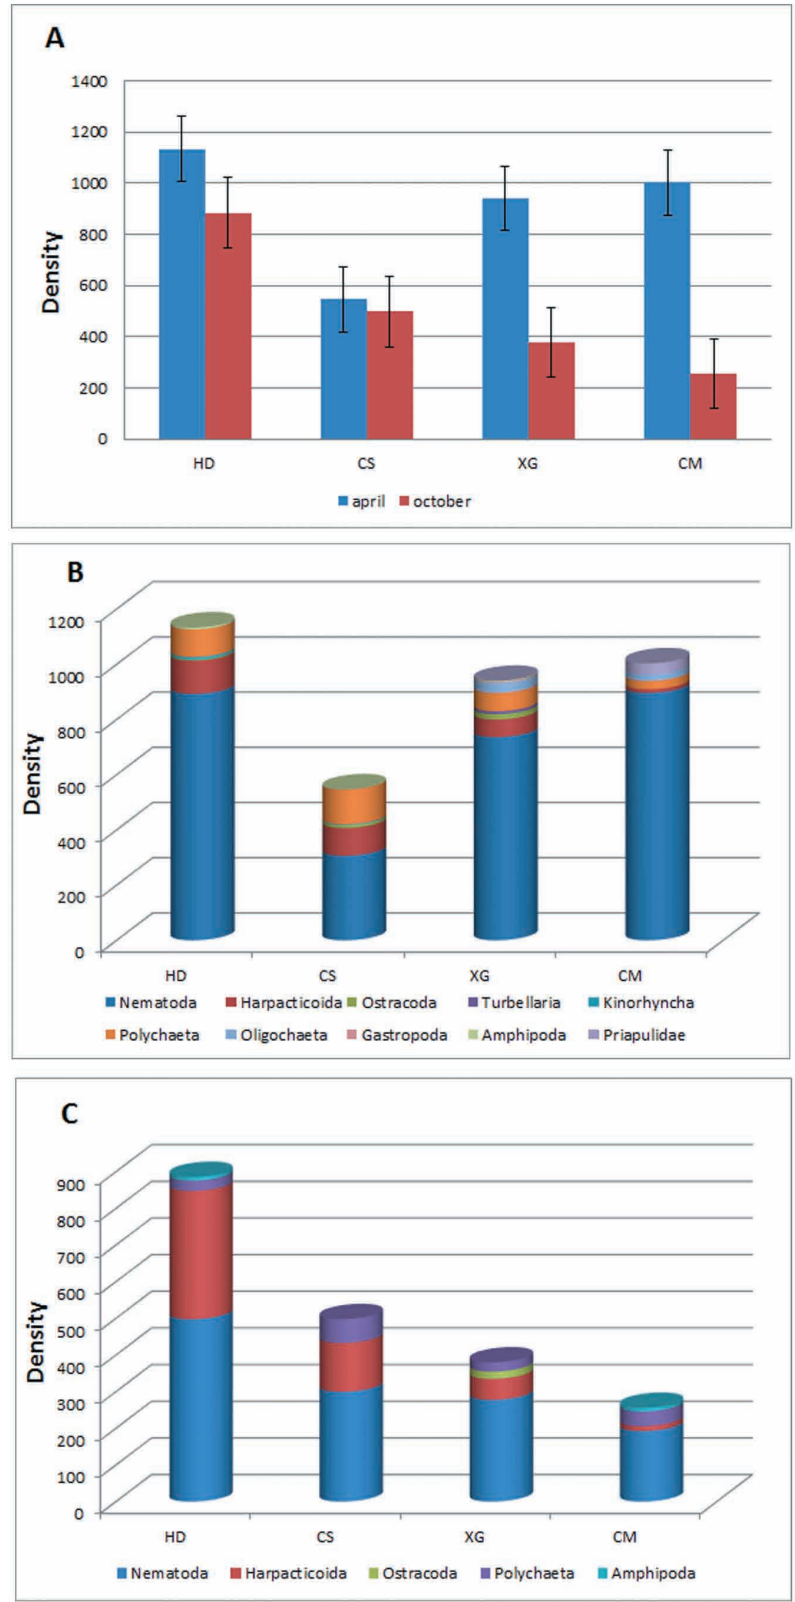 A
1400
1200
1000
800
600
400
200
0
Density
HD CS XG CM
april october
B
1200
1000
800
600
400
200
0
Density
HD CS XG CM
Nematoda Harpacticoida Ostracoda Turbellaria Kinorhyncha
Polychaeta Oligochaeta Gastropoda Amphipoda Priapulidae
C
900
800
700
600
500
400
300
200
100
0
Density
HD CS XG CM
Nematoda Harpacticoida Ostracoda Polychaeta Amphipoda